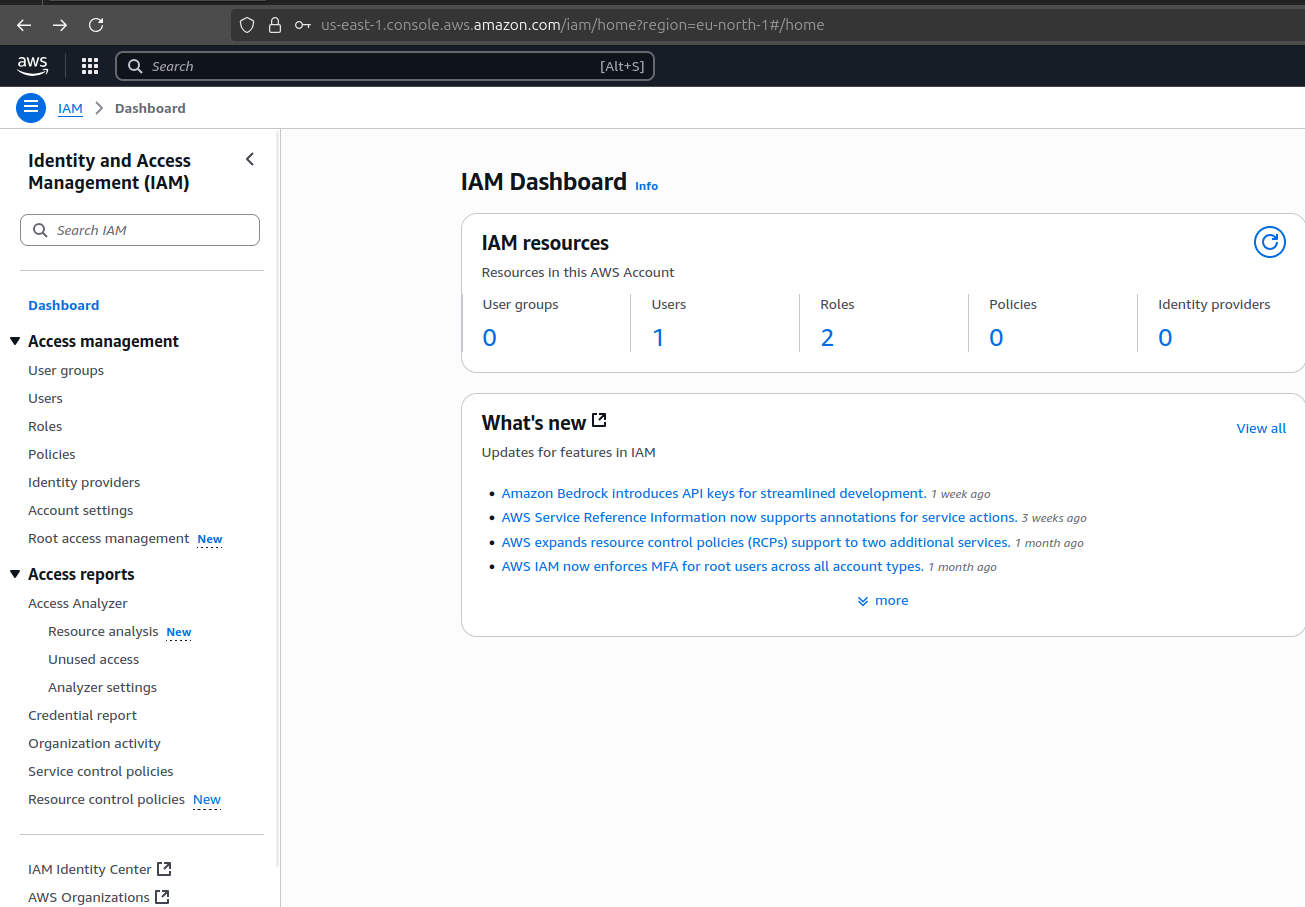 us-east-1.console.aws.amazon.com/iam/home?region=eu-north-1#/home
aws
Search
[Alt+S]
IAM
Dashboard
Identity and Access
Management (IAM)
Search IAM
Dashboard
Access management
User groups
Users
Roles
Policies
Identity providers
Account settings
Root access management New
Access reports
Access Analyzer
Resource analysis New
Unused access
Analyzer settings
Credential report
Organization activity
Service control policies
Resource control policies New
IAM Identity Center
AWS Organizations
IAM Dashboard Info
IAM resources
Resources in this AWS Account
User groups
0
Users
1
Roles
2
Policies
0
Identity providers
0
What's new
View all
Updates for features in IAM
Amazon Bedrock introduces API keys for streamlined development. 1 week ago
AWS Service Reference Information now supports annotations for service actions. 3 weeks ago
AWS expands resource control policies (RCPs) support to two additional services. 1 month ago
AWS IAM now enforces MFA for root users across all account types. 1 month ago
more